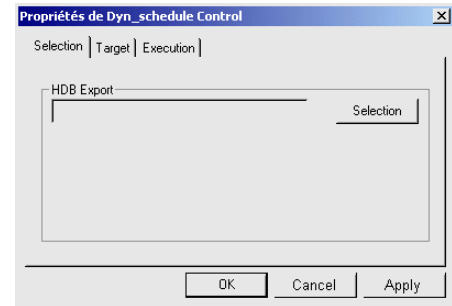 Propriétés de Dyn_schedule Control
Selection Target Execution
HDB Export
Selection
OK Cancel Apply